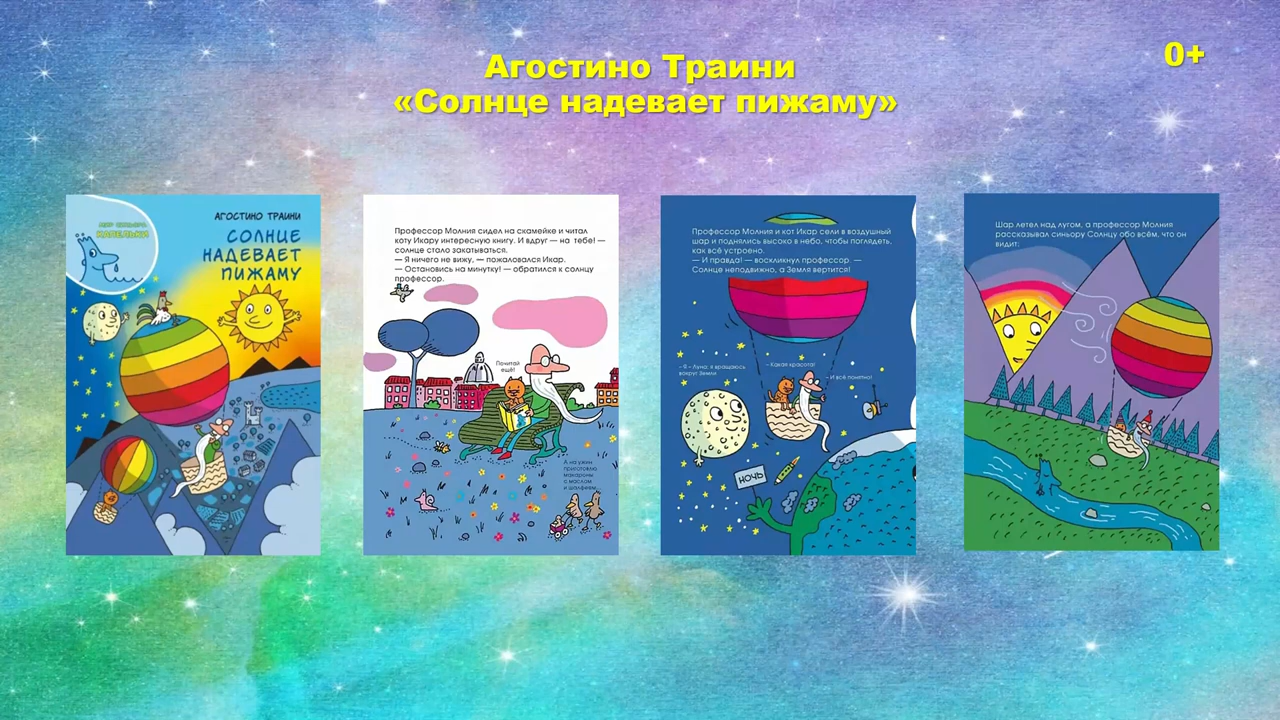 Агостино Траини
«Солнце надевает пижаму»
0+
МИР СИНЬОРА
КАПЕЛЬКИ
АГОСТИНО ТРАИНИ
СОЛНЦЕ
НАДЕВАЕТ
ПИЖАМУ
Профессор Молния сидел на скамейке и читал
коту Икару интересную книгу. И вдруг — на тебе! —
солнце стало закатываться.
— Я ничего не вижу, — пожаловался Икар.
— Остановись на минутку! — обратился к солнцу
профессор.
Почитай
ещё!
А на ужин
приготовлю
макароны
с маслом
и шалфеем...
Профессор Молния и кот Икар сели в воздушный
шар и поднялись высоко в небо, чтобы поглядеть,
как всё устроено.
— И правда! — воскликнул профессор. —
Солнце неподвижно, а Земля вертится!
– Я – Луна; я вращаюсь
вокруг Земли
– Какая красота!
– И всё понятно!
НОЧЬ
Шар летел над лугом, а профессор Молния
рассказывал синьору Солнцу обо всём, что он
видит: